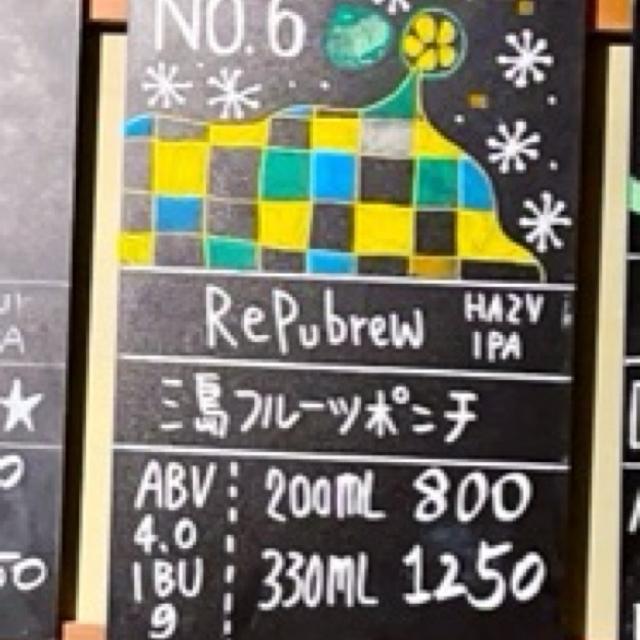 NO.6
RePubrew
HAZY
IPA
三島フルーツポンチ
ABV
4.0
IBU
9
200mL 800
330mL 1250